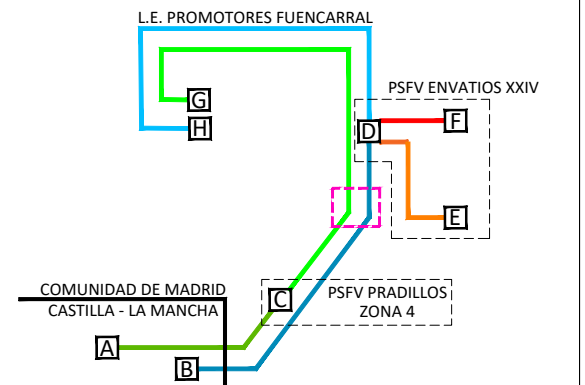 L.E. PROMOTORES FUENCARRAL
PSFV ENVATIOS XXIV
G
F
H
D
E
COMUNIDAD DE MADRID
CASTILLA - LA MANCHA
C
PSFV PRADILLOS
ZONA 4
A
B